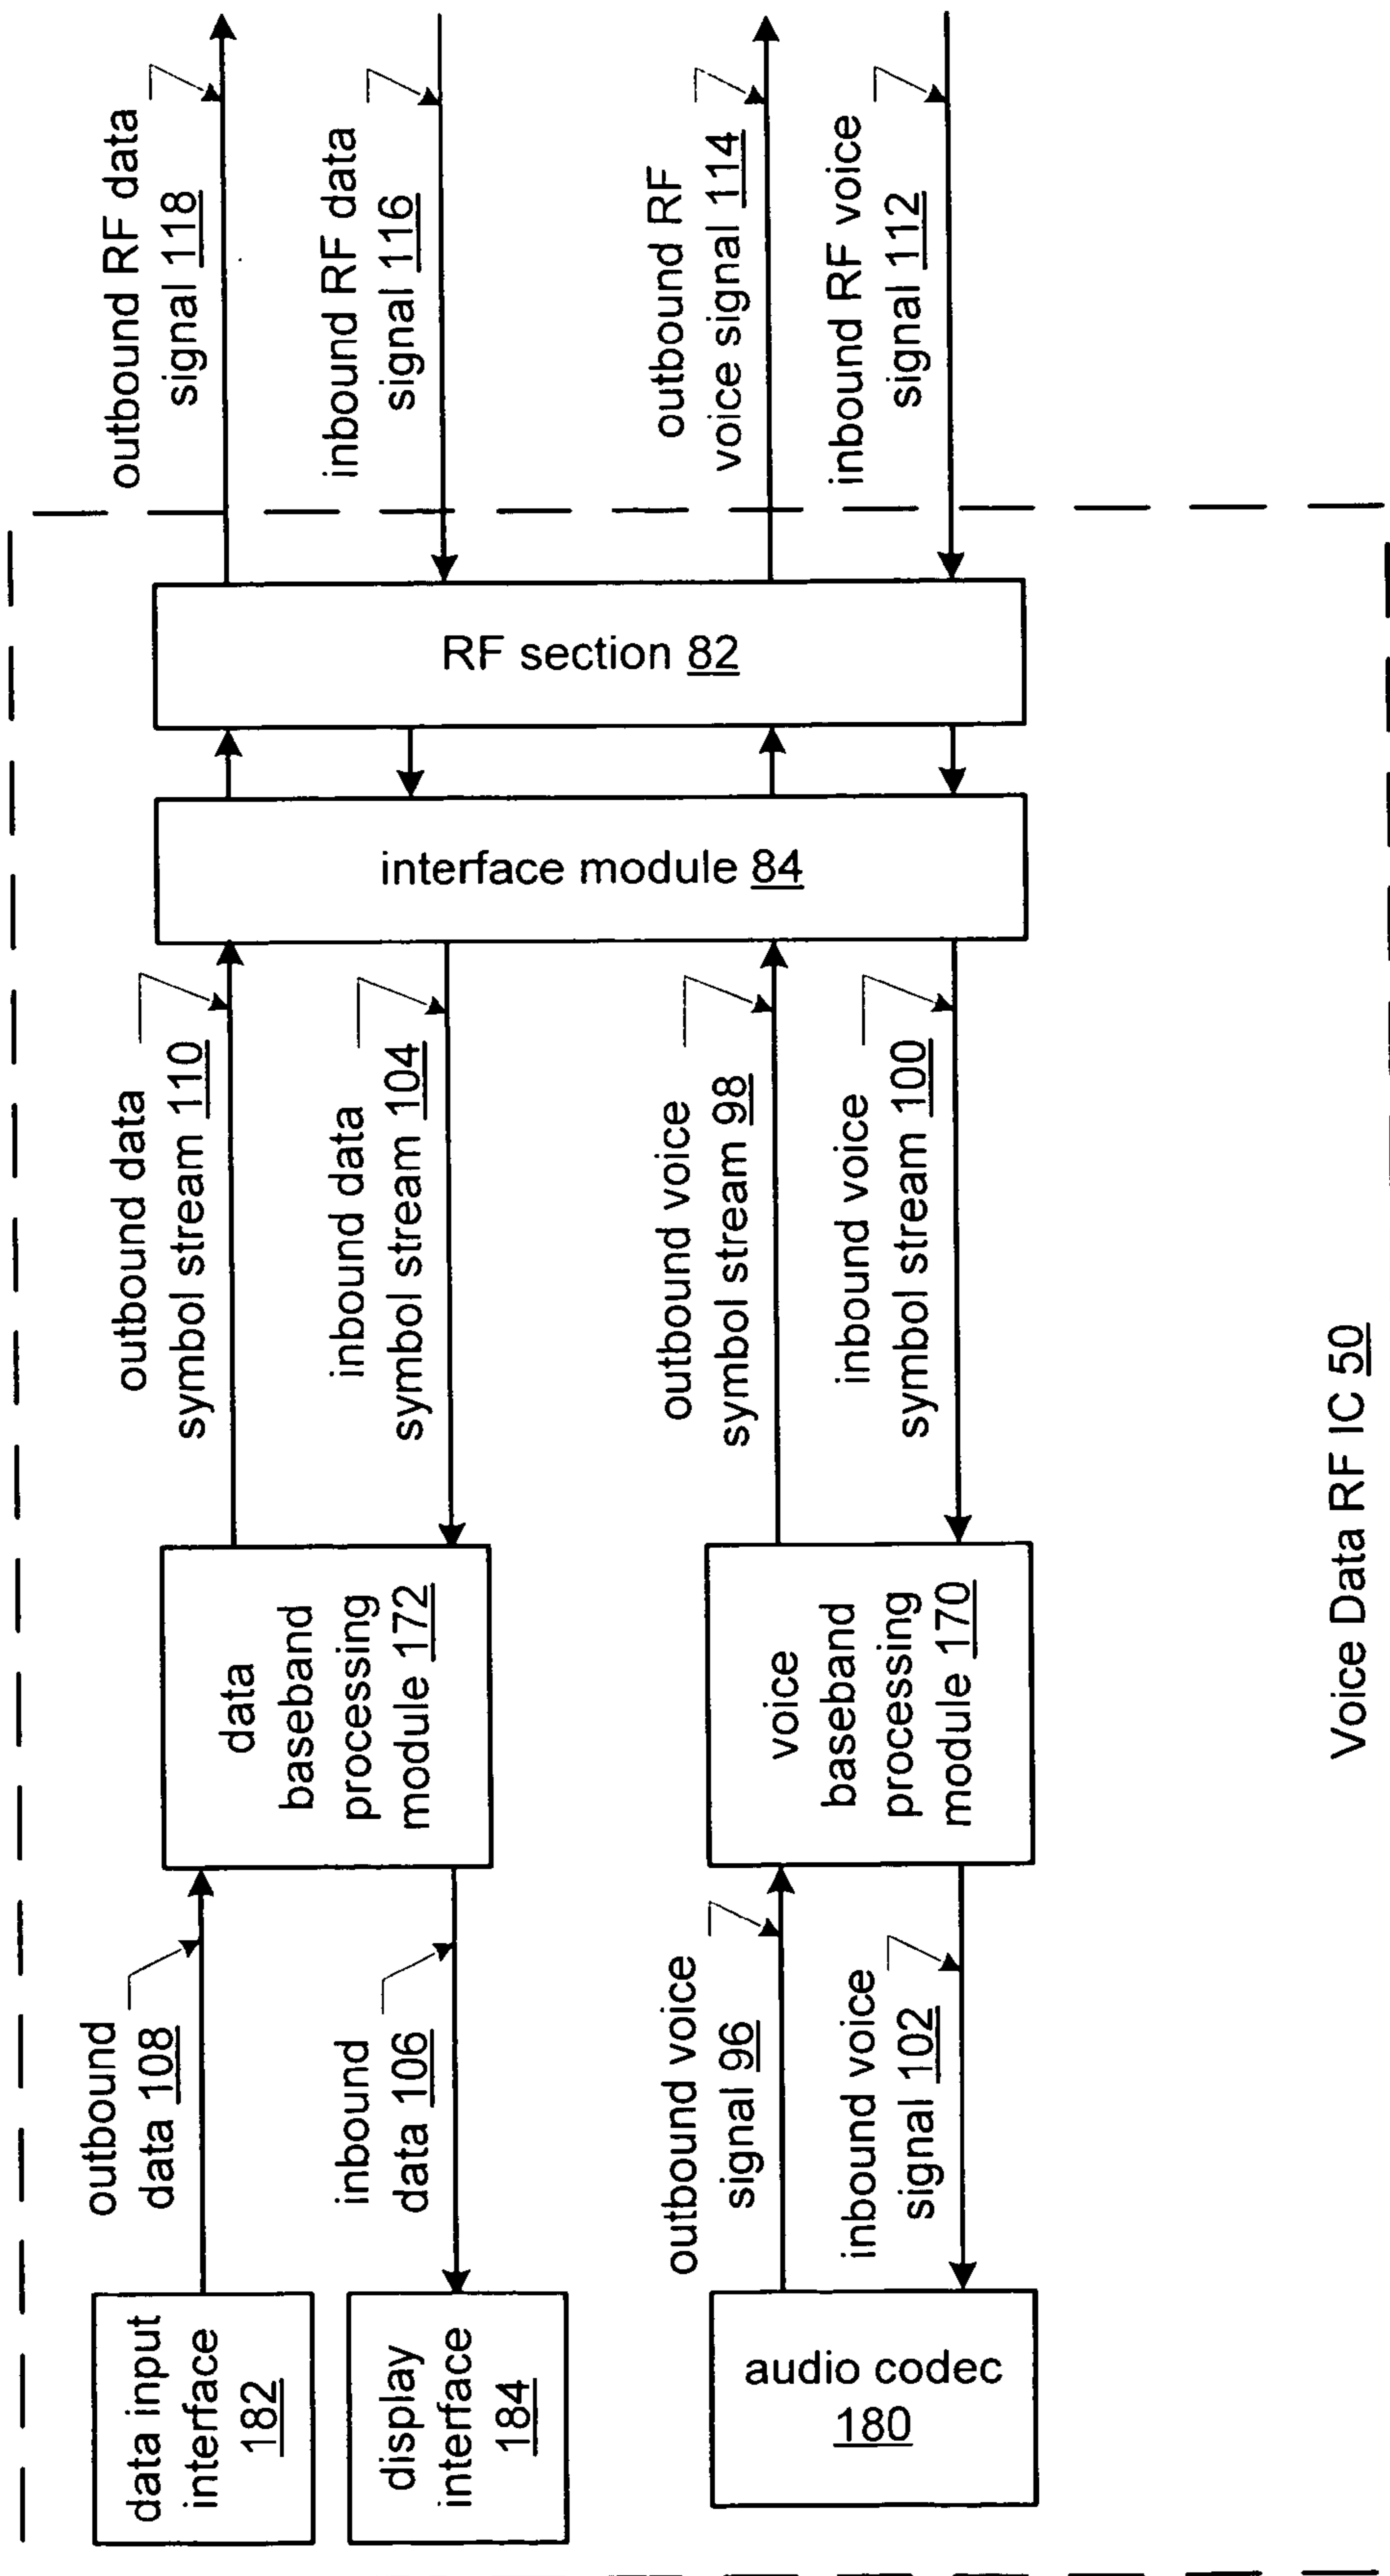 outbound RF data
signal 118
inbound RF data
signal 116
outbound RF
voice signal 114
inbound RF voice
signal 112
RF section 82
interface module 84
outbound data
symbol stream 110
inbound data
symbol stream 104
outbound voice
symbol stream 98
inbound voice
symbol stream 100
data
baseband
processing
module 172
voice
baseband
processing
module 170
outbound
data 108
inbound
data 106
outbound voice
signal 96
inbound voice
signal 102
data input
interface
182
display
interface
184
audio codec
180
Voice Data RF IC 50